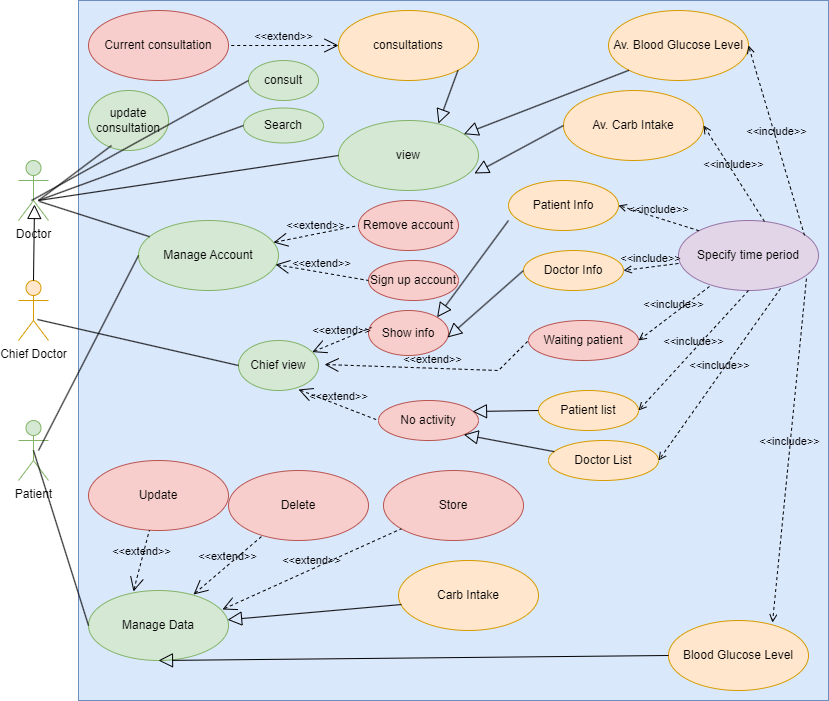 Current consultation
<<extend>>
consultations
Av. Blood Glucose Level
consult
update
consultation
Search
view
Av. Carb Intake
<<include>>
<<include>>
Doctor
Manage Account
<<extend>>
Remove account
<<extend>>
Sign up account
Patient Info
<<include>>
Doctor Info
<<include>>
Specify time period
Chief Doctor
Chief view
<<extend>>
Show info
<<extend>>
Waiting patient
<<include>>
<<include>>
<<include>>
<<extend>>
No activity
Patient list
Doctor List
<<include>>
Patient
Update
Delete
Store
<<extend>>
<<extend>>
<<extend>>
Manage Data
Carb Intake
Blood Glucose Level